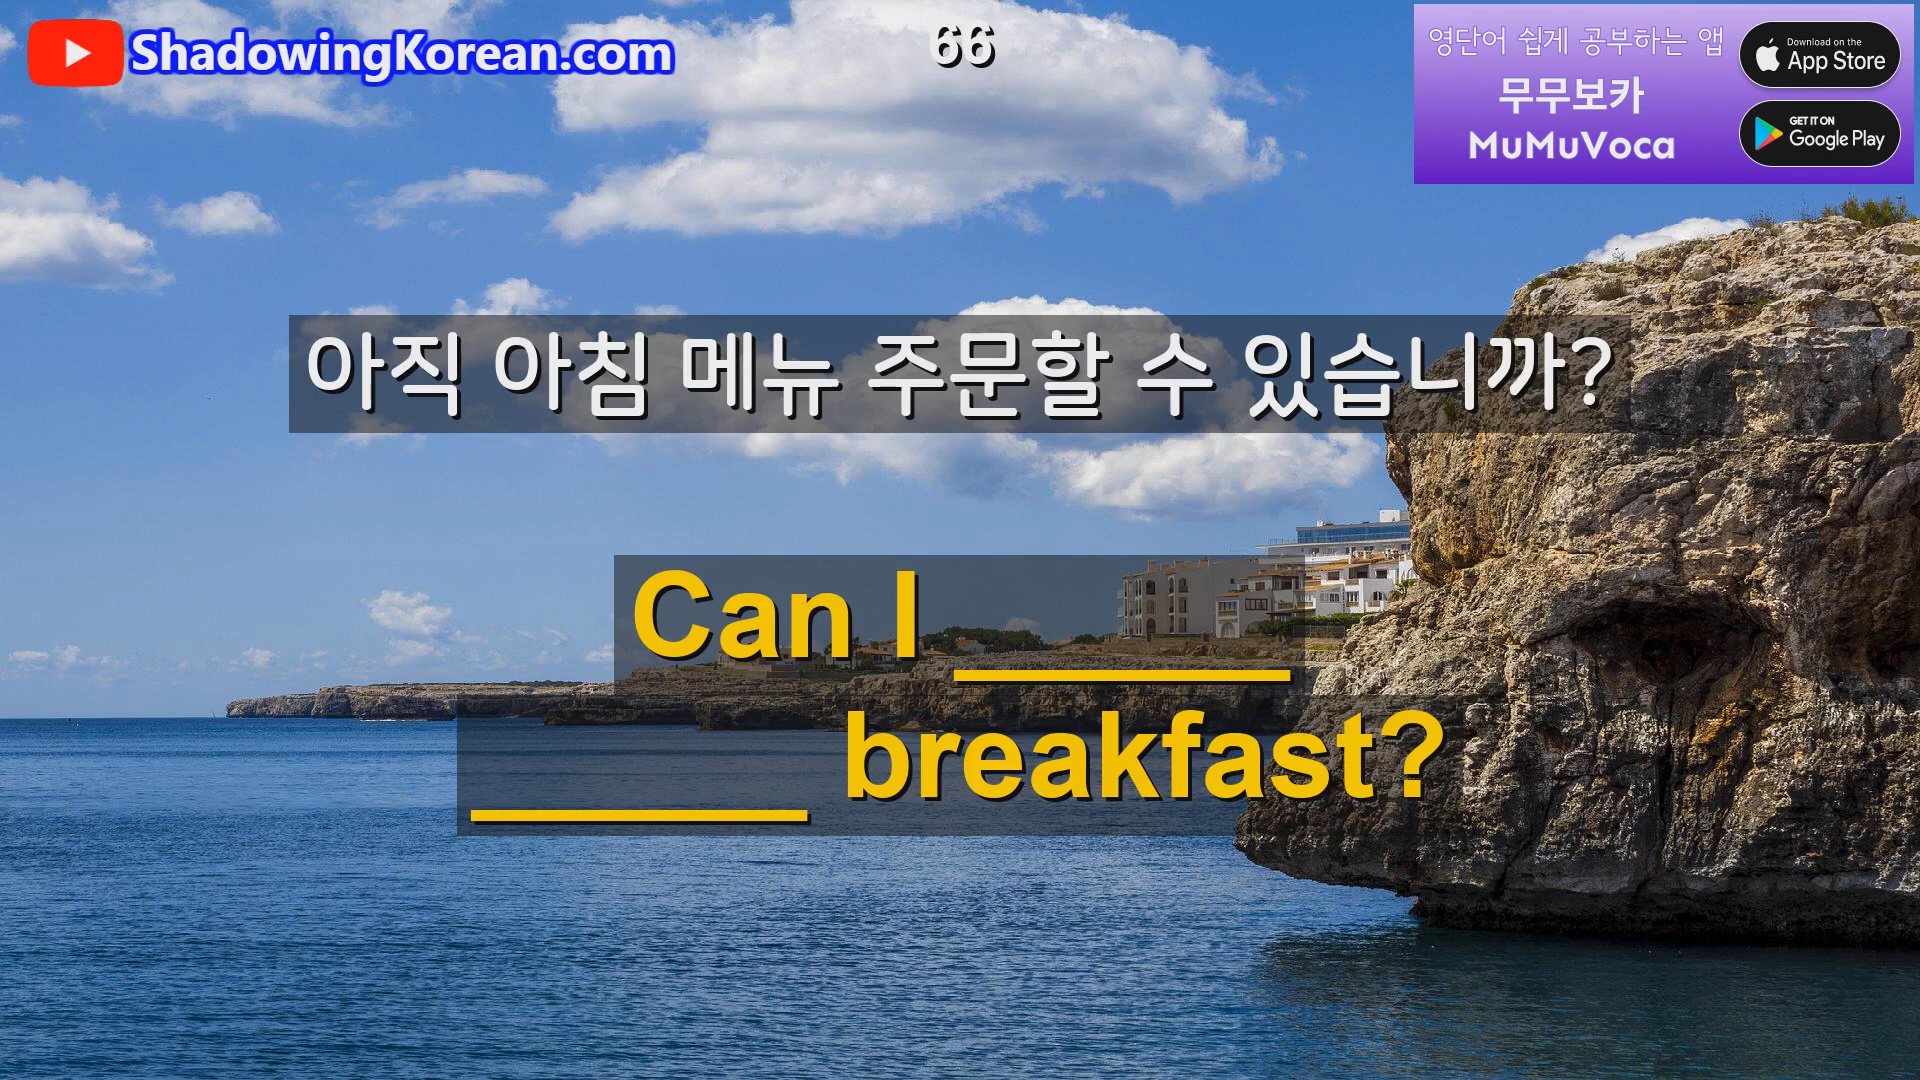 ShadowingKorean.com
66
영단어 쉽게 공부하는 앱
무무보카
MuMuVoca
Download on the
App Store
GET IT ON
Google Play
아직 아침 메뉴 주문할 수 있습니까?
Can I ______
______ breakfast?